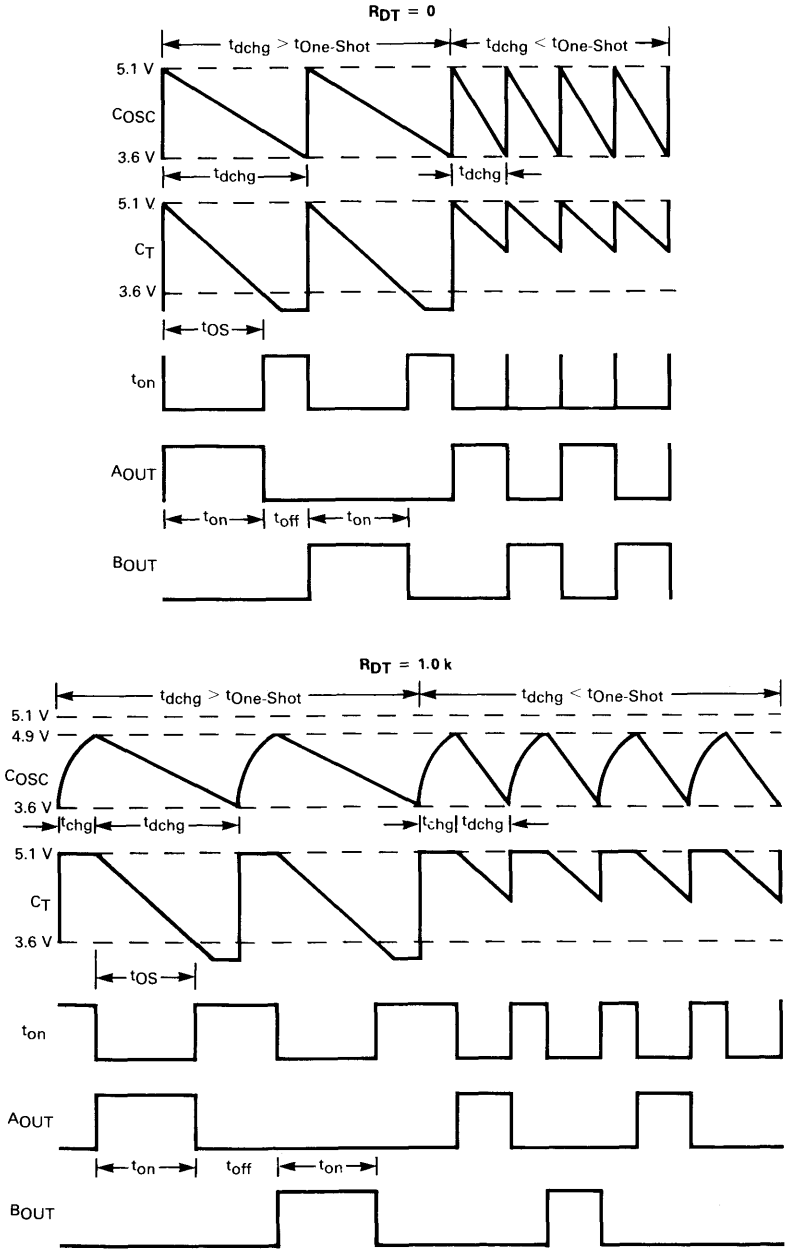 RDT = 0
tdchg > tOne-Shot tdchg < tOne-Shot
5.1 V
COSC
3.6 V
tdchg tdchg
5.1 V
CT
3.6 V
tOS
ton
AOUT
ton toff ton
BOUT
RDT = 1.0 k
tdchg > tOne-Shot tdchg < tOne-Shot
5.1 V
4.9 V
COSC
3.6 V
tchg tdchg tchg tdchg
5.1 V
CT
3.6 V
tOS
ton
AOUT
ton toff ton
BOUT